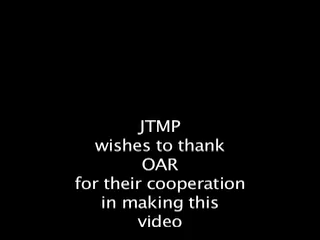 JTMP
wishes to thank
OAR
for their cooperation
in making this
video